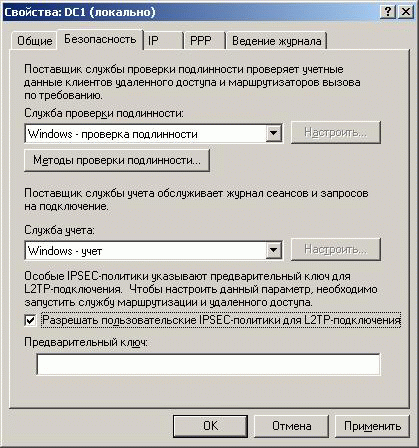 Свойства: DC1 (локально)
Общие Безопасность IP PPP Ведение журнала
Поставщик службы проверки подлинности проверяет учетные
данные клиентов удаленного доступа и маршрутизаторов вызова
по требованию.
Служба проверки подлинности:
Windows - проверка подлинности Настроить...
Методы проверки подлинности...
Поставщик службы учета обслуживает журнал сеансов и запросов
на подключение.
Служба учета:
Windows - учет Настроить...
Особые IPSEC-политики указывают предварительный ключ для
L2TP-подключения. Чтобы настроить данный параметр, необходимо
запустить службу маршрутизации и удаленного доступа.
Разрешать пользовательские IPSEC-политики для L2TP-подключения
Предварительный ключ:
OK Отмена Применить